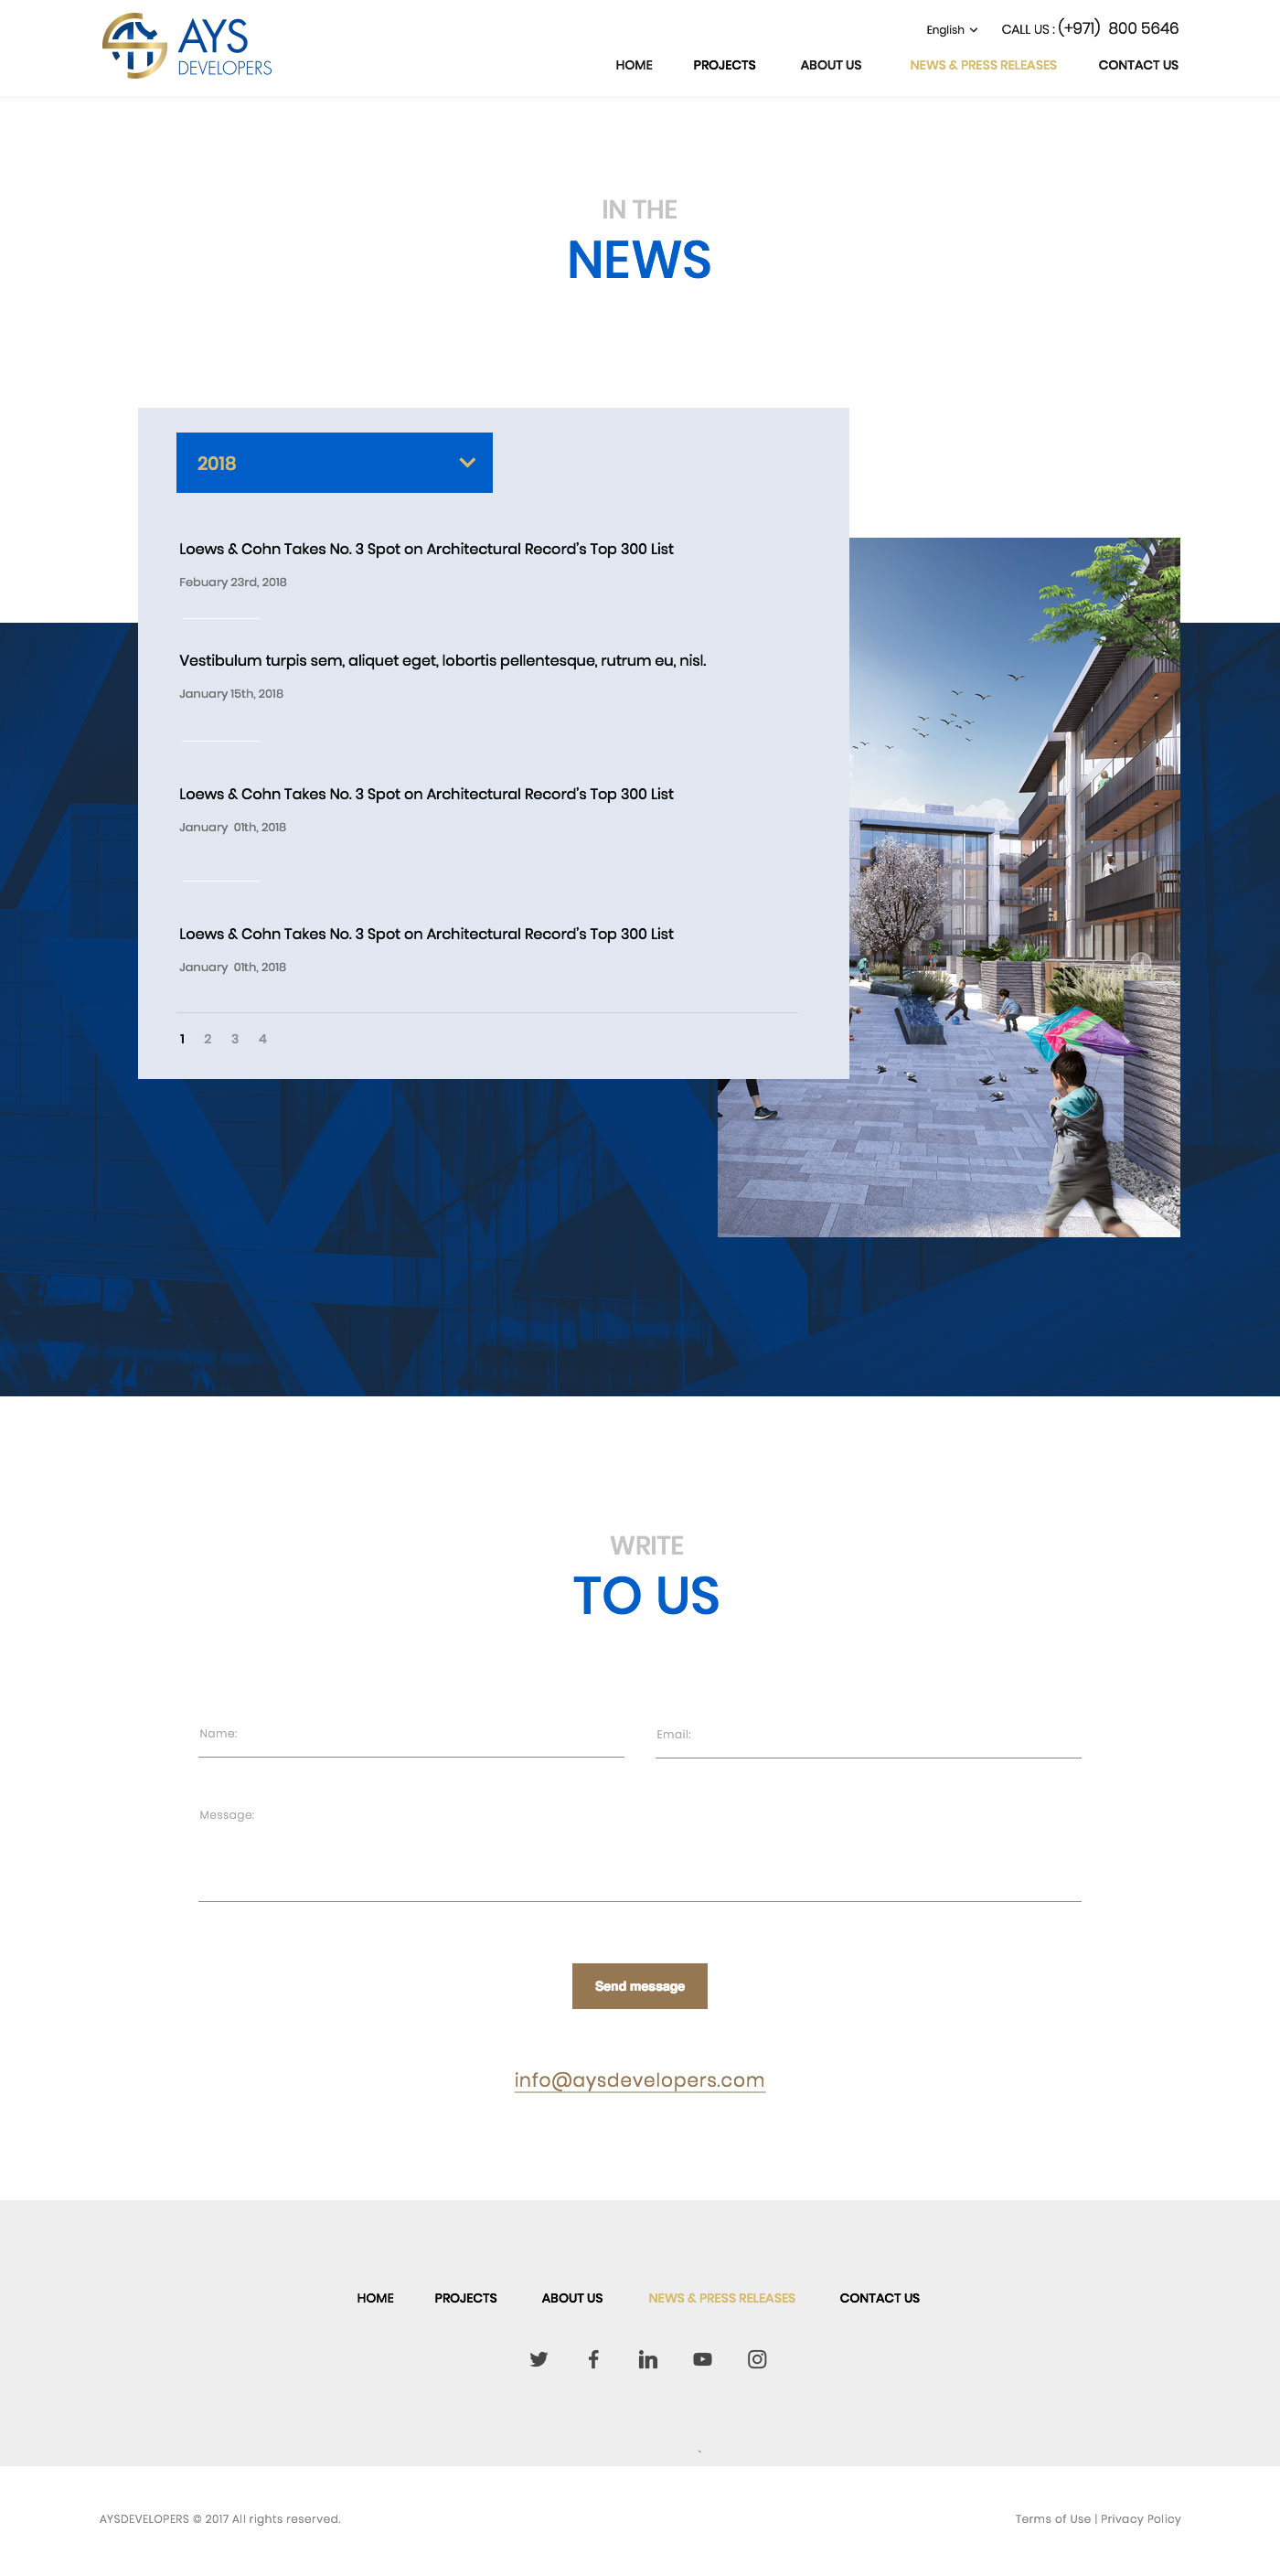 AYS
DEVELOPERS
English
CALL US : (+971) 800 5646
HOME PROJECTS ABOUT US NEWS & PRESS RELEASES CONTACT US
IN THE
NEWS
2018
Loews & Cohn Takes No. 3 Spot on Architectural Record's Top 300 List
Febuary 23rd, 2018
Vestibulum turpis sem, aliquet eget, lobortis pellentesque, rutrum eu, nisl.
January 15th, 2018
Loews & Cohn Takes No. 3 Spot on Architectural Record's Top 300 List
January 01th, 2018
Loews & Cohn Takes No. 3 Spot on Architectural Record's Top 300 List
January 01th, 2018
1 2 3 4
WRITE
TO US
Name:
Email:
Message:
Send message
info@aysdevelopers.com
HOME PROJECTS ABOUT US NEWS & PRESS RELEASES CONTACT US
AYSDEVELOPERS © 2017 All rights reserved.
Terms of Use | Privacy Policy